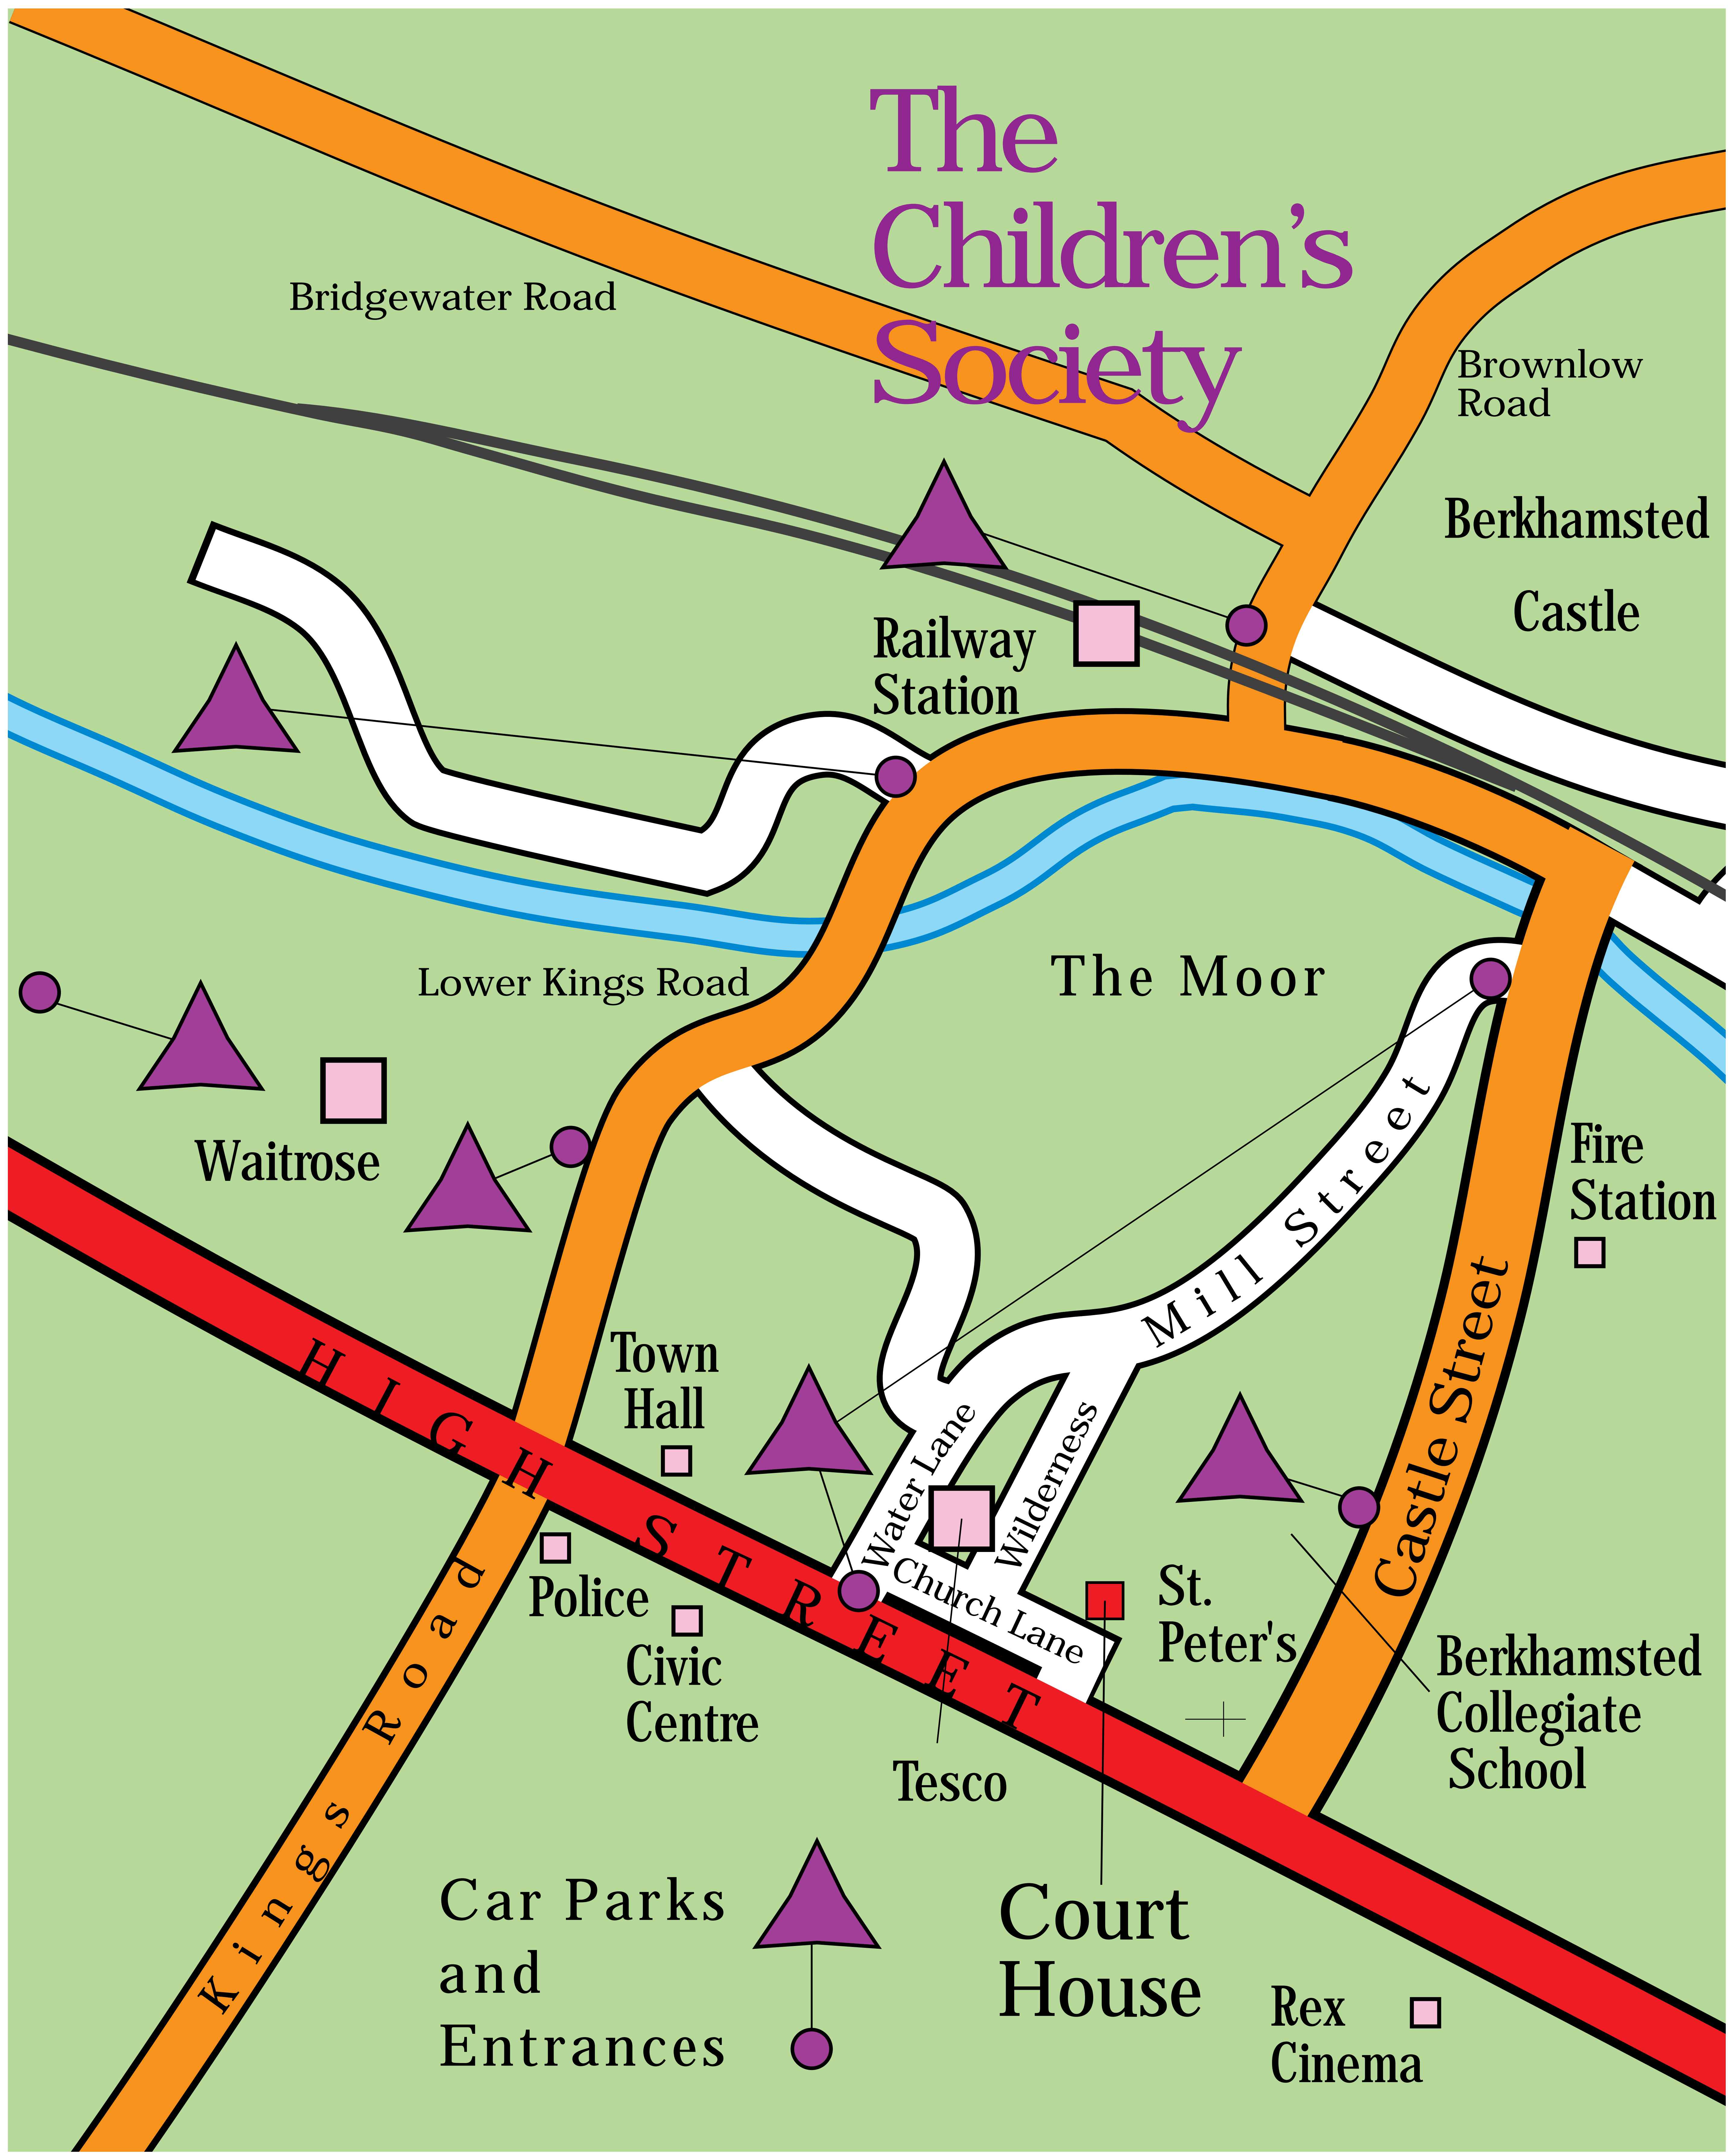 The
Children’s
Society
Bridgewater Road
Brownlow
Road
Berkhamsted
Castle
Railway
Station
Lower Kings Road
The Moor
Waitrose
Mill Street
Fire
Station
Castle Street
HIGH STREET
Town
Hall
Water Lane
Wilderness
Church Lane
Police
Civic
Centre
St.
Peter's
Berkhamsted
Collegiate
School
Tesco
Kings Road
Car Parks
and
Entrances
Court
House
Rex
Cinema